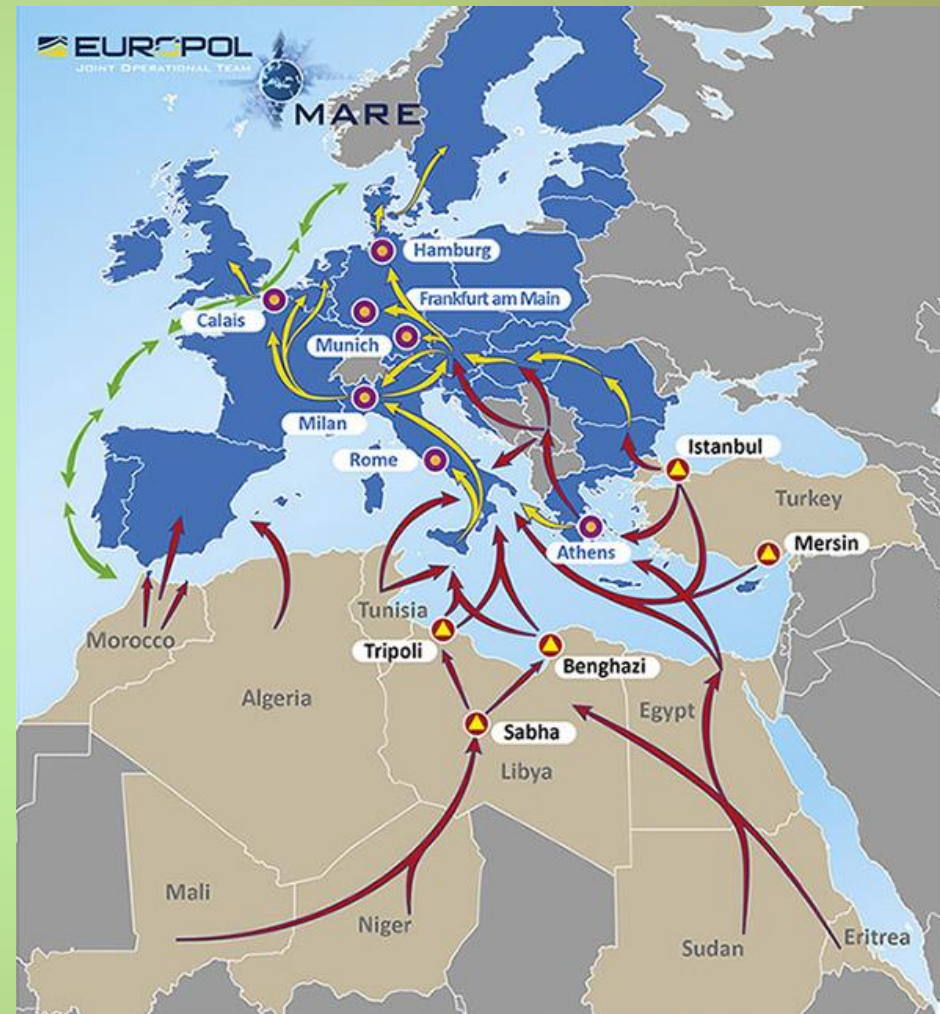 EUROPOL
JOINT OPERATIONAL TEAM
MARE
Hamburg
Frankfurt am Main
Calais
Munich
Milan
Rome
Istanbul
Turkey
Athens
Mersin
Tunisia
Morocco
Tripoli
Benghazi
Algeria
Egypt
Sabha
Libya
Mali
Niger
Sudan
Eritrea